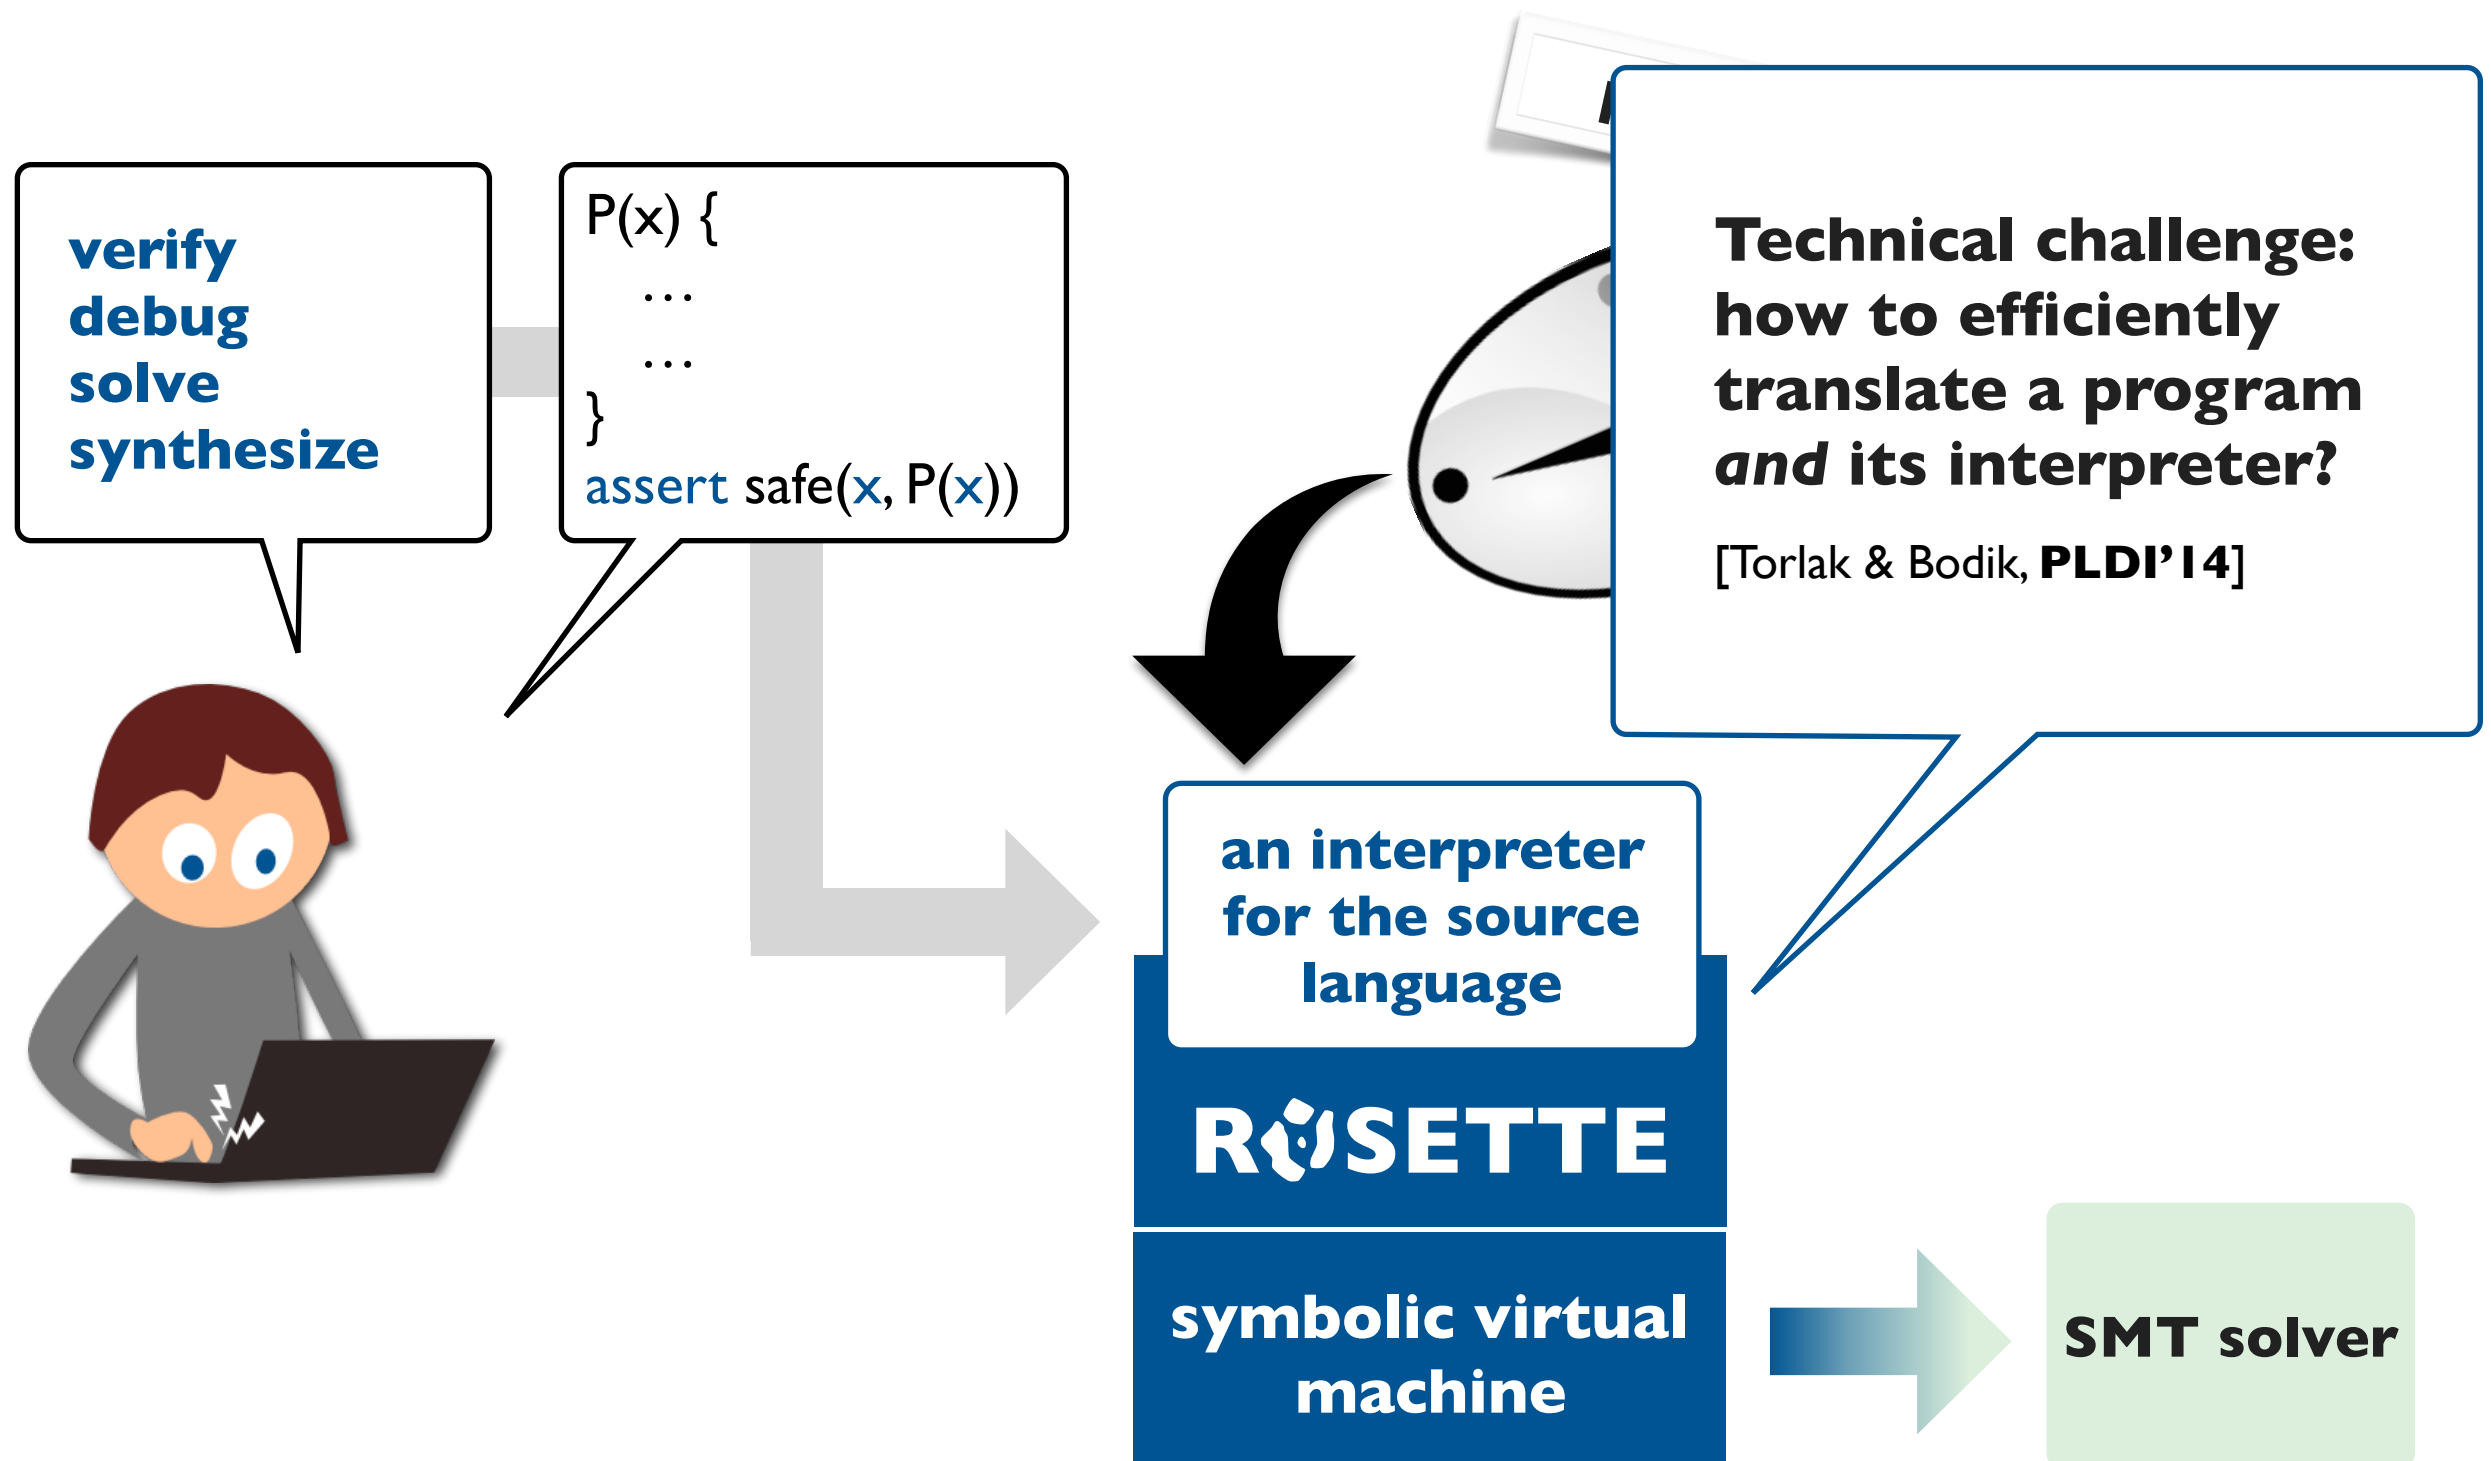 verify
debug
solve
synthesize
P(x) {
…
…
}
assert safe(x, P(x))
Technical challenge:
how to efficiently
translate a program
and its interpreter?
[Torlak & Bodik, PLDI’14]
an interpreter
for the source
language
ROSETTE
symbolic virtual
machine
SMT solver